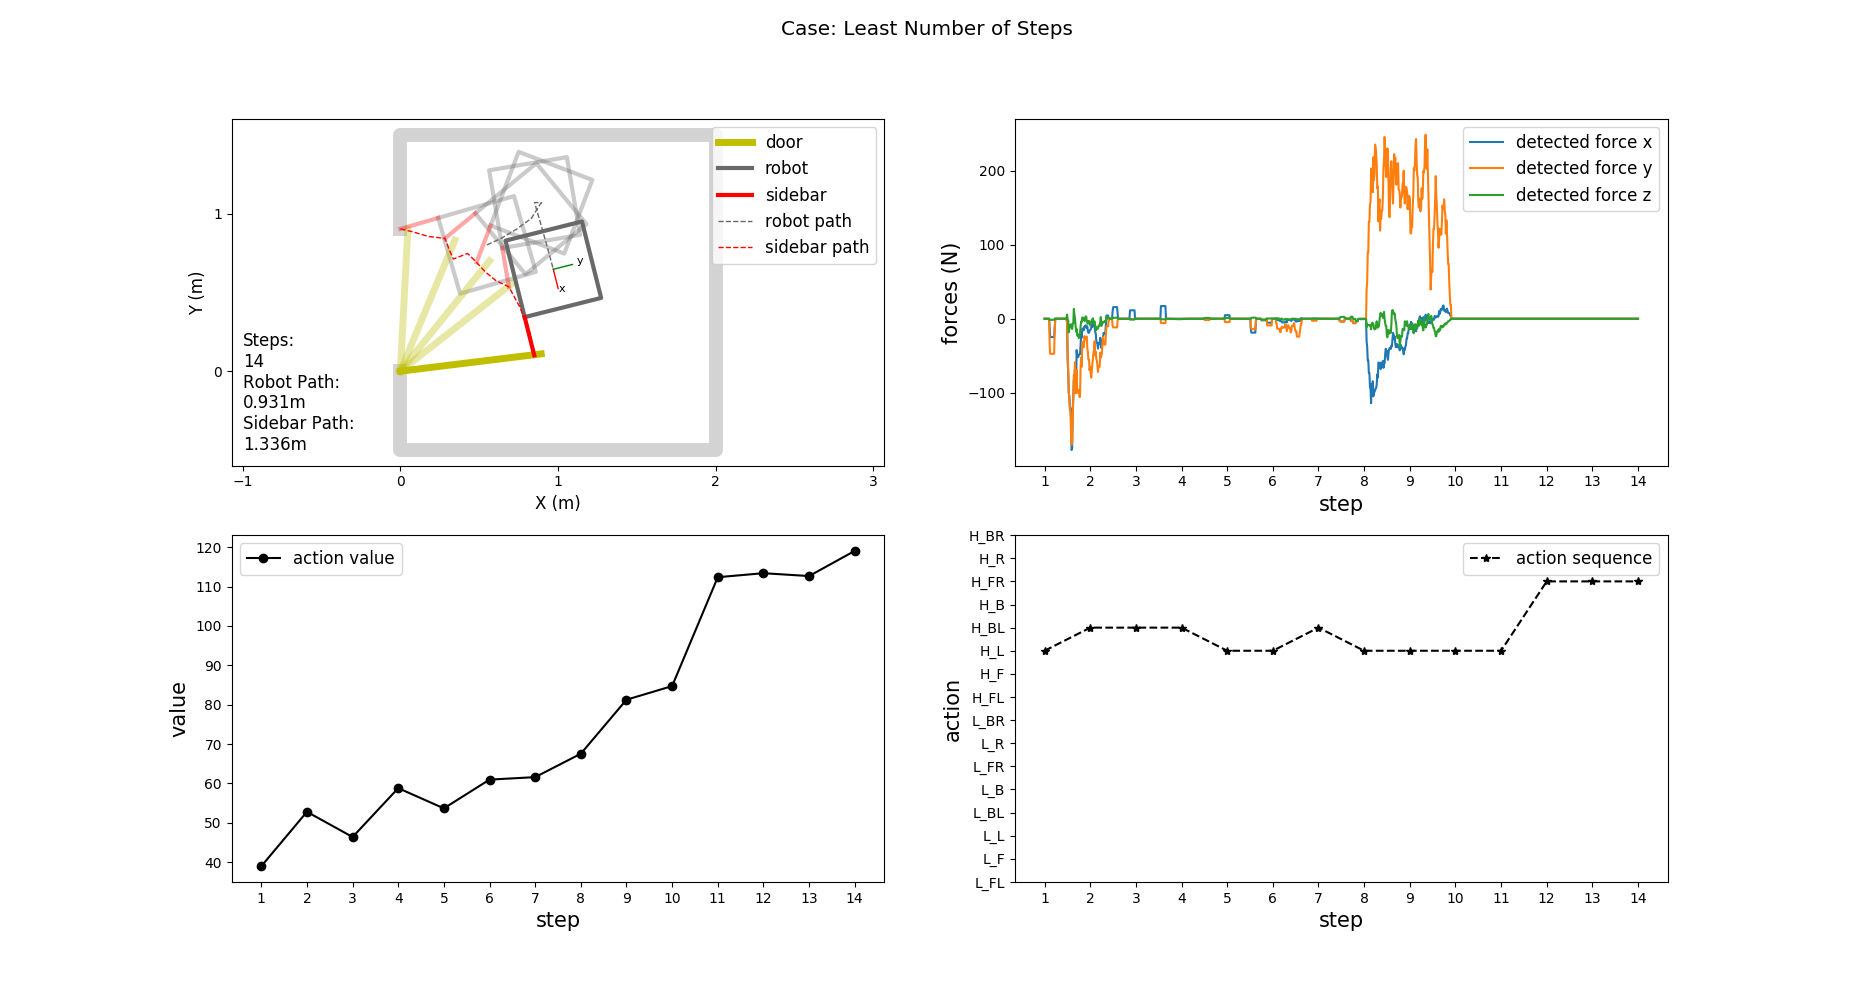 Case: Least Number of Steps
door
robot
sidebar
robot path
sidebar path
y
x
Steps:
14
Robot Path:
0.931m
Sidebar Path:
1.336m
Y (m)
1
0
−1 0 1 2 3
X (m)
detected force x
detected force y
detected force z
forces (N)
200
100
0
−100
1 2 3 4 5 6 7 8 9 10 11 12 13 14
step
action value
value
120
110
100
90
80
70
60
50
40
1 2 3 4 5 6 7 8 9 10 11 12 13 14
step
action sequence
action
H_BR
H_R
H_FR
H_B
H_BL
H_L
H_F
H_FL
L_BR
L_R
L_FR
L_B
L_BL
L_L
L_F
L_FL
1 2 3 4 5 6 7 8 9 10 11 12 13 14
step